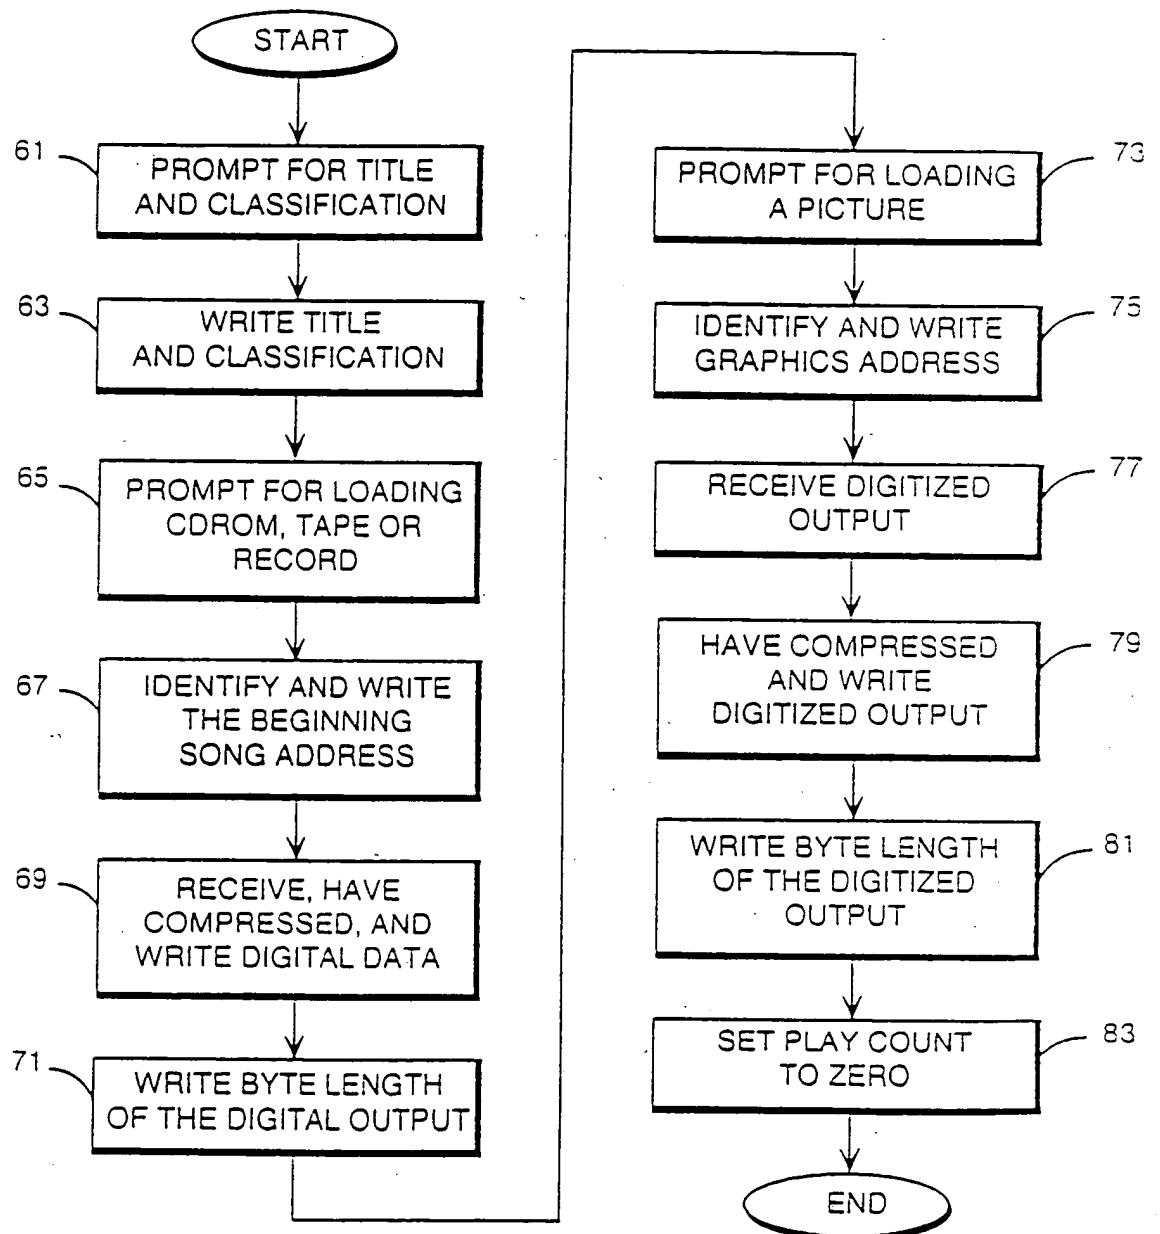 START
61
PROMPT FOR TITLE
AND CLASSIFICATION
63
WRITE TITLE
AND CLASSIFICATION
65
PROMPT FOR LOADING
CDROM, TAPE OR
RECORD
67
IDENTIFY AND WRITE
THE BEGINNING
SONG ADDRESS
69
RECEIVE, HAVE
COMPRESSED, AND
WRITE DIGITAL DATA
71
WRITE BYTE LENGTH
OF THE DIGITAL OUTPUT
73
PROMPT FOR LOADING
A PICTURE
75
IDENTIFY AND WRITE
GRAPHICS ADDRESS
77
RECEIVE DIGITIZED
OUTPUT
79
HAVE COMPRESSED
AND WRITE
DIGITIZED OUTPUT
81
WRITE BYTE LENGTH
OF THE DIGITIZED
OUTPUT
83
SET PLAY COUNT
TO ZERO
END